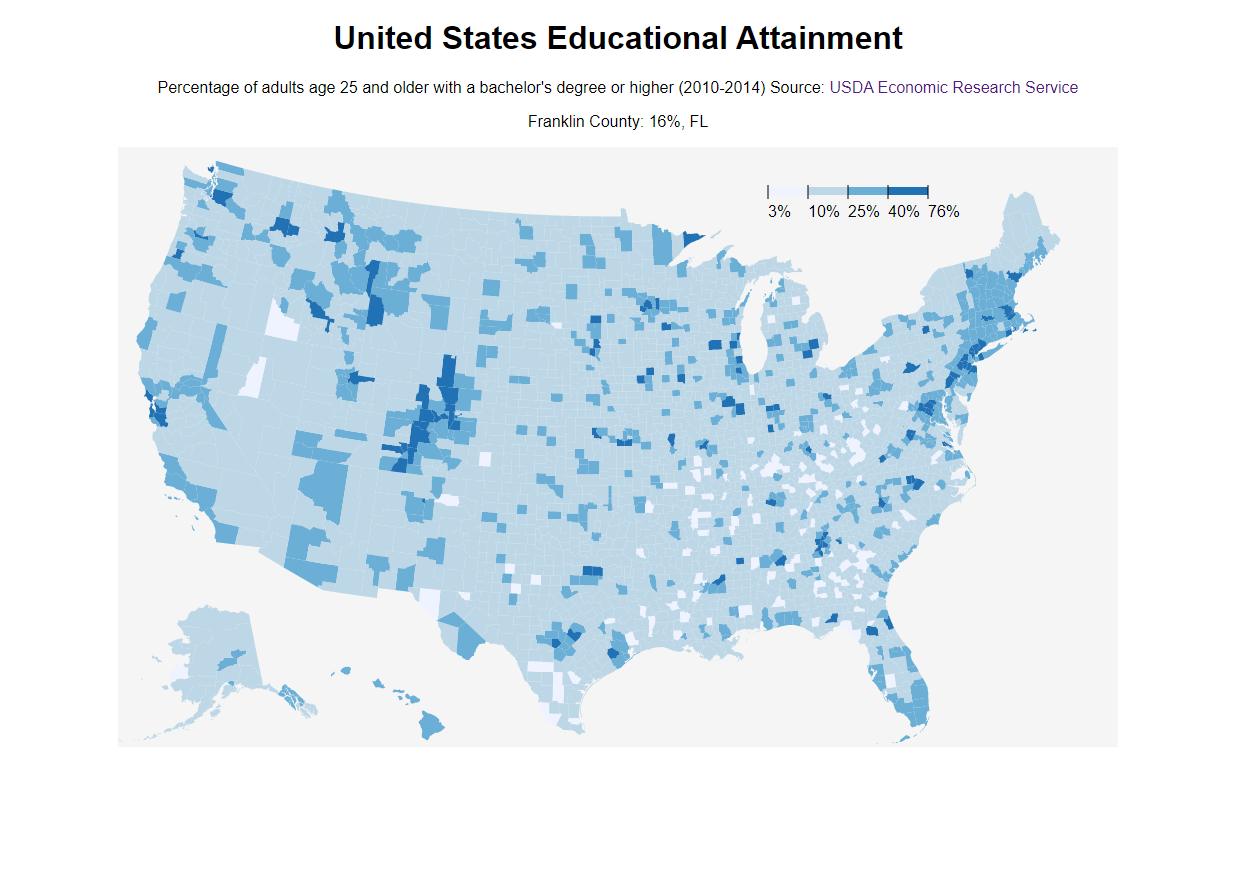 United States Educational Attainment
Percentage of adults age 25 and older with a bachelor's degree or higher (2010-2014) Source: USDA Economic Research Service
Franklin County: 16%, FL
3% 10% 25% 40% 76%